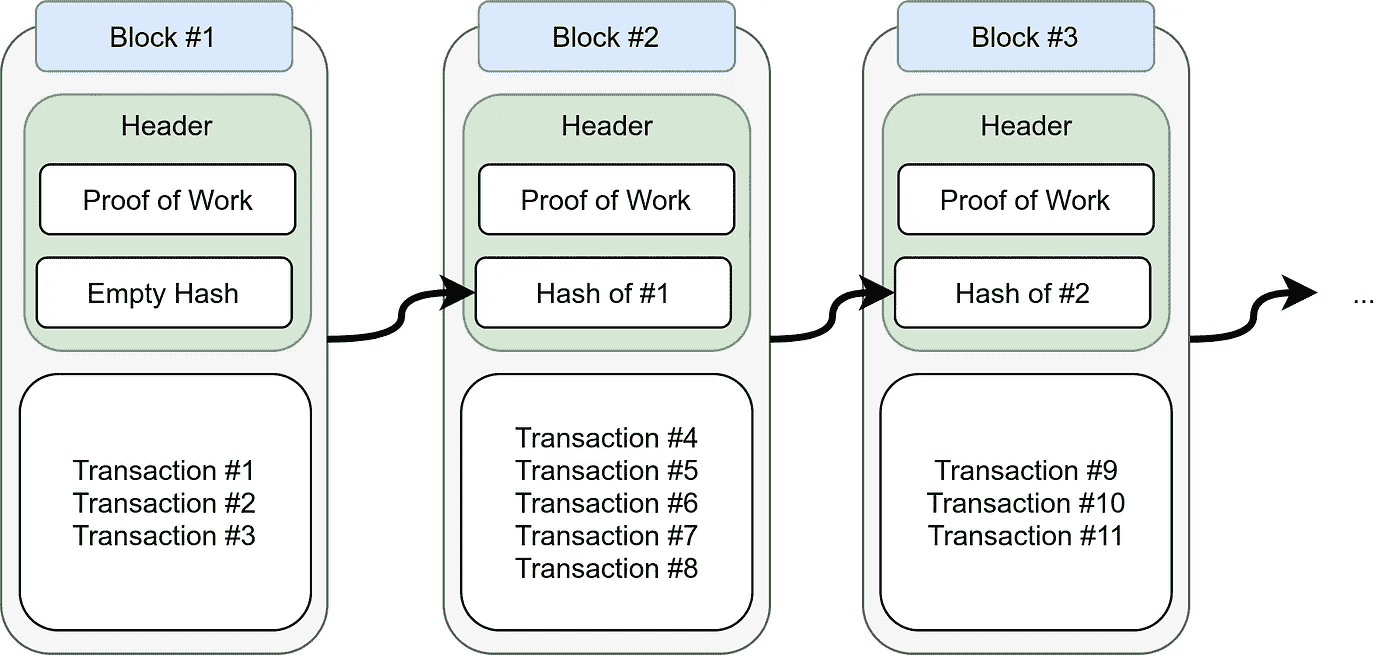 Block #1
Header
Proof of Work
Empty Hash
Transaction #1
Transaction #2
Transaction #3
Block #2
Header
Proof of Work
Hash of #1
Transaction #4
Transaction #5
Transaction #6
Transaction #7
Transaction #8
Block #3
Header
Proof of Work
Hash of #2
Transaction #9
Transaction #10
Transaction #11
...